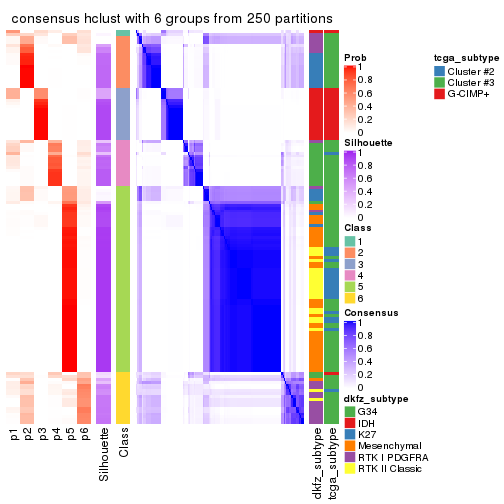 consensus hclust with 6 groups from 250 partitions
Prob
1
0.8
0.6
0.4
0.2
0
Silhouette
1
0.8
0.6
0.4
0.2
0
Class
1
2
3
4
5
6
Consensus
1
0.8
0.6
0.4
0.2
0
dkfz_subtype
G34
IDH
K27
Mesenchymal
RTK I PDGFRA
RTK II Classic
tcga_subtype
Cluster #2
Cluster #3
G-CIMP+
p1
p2
p3
p4
p5
p6
Silhouette
Class
dkfz_subtype
tcga_subtype